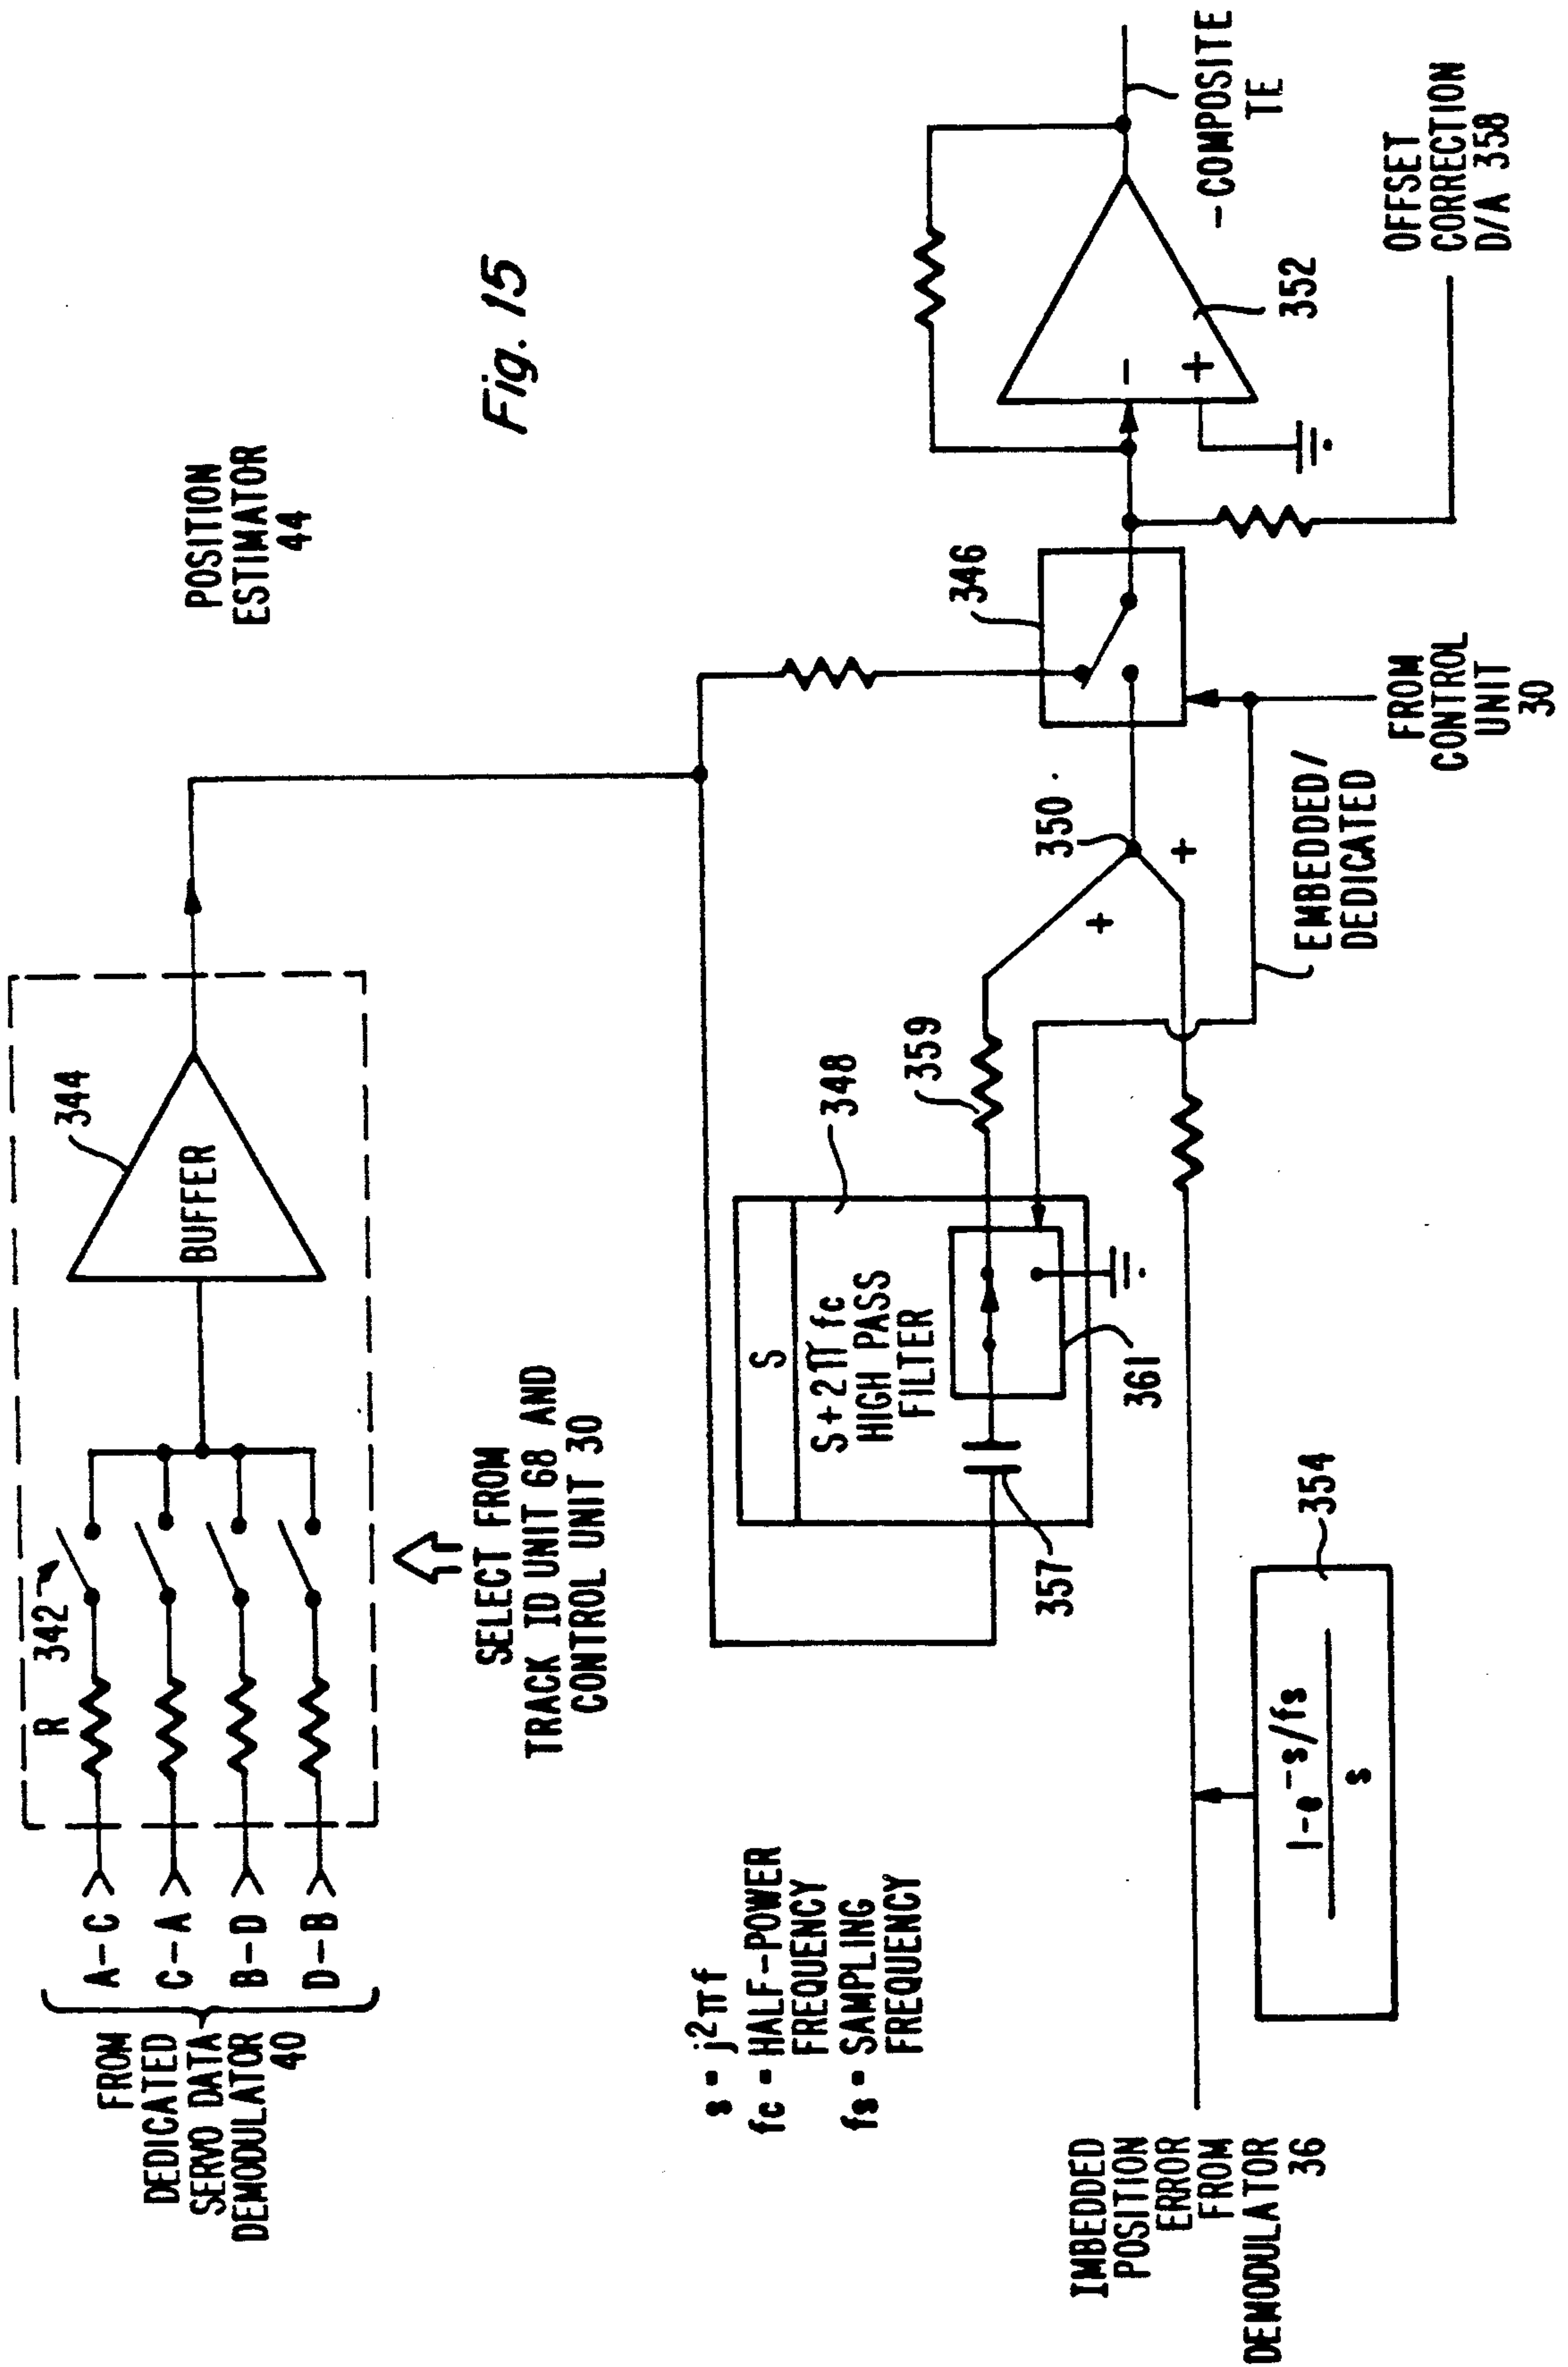 POSITION
ESTIMATOR
44
Fig. 15
FROM
DEDICATED
SERVO DATA
DEMODULATOR
40
A-C
C-A
B-D
D-B
R
342
344
BUFFER
SELECT FROM
TRACK ID UNIT 68 AND
CONTROL UNIT 30
s = j2πf
fc = HALF-POWER
FREQUENCY
fs = SAMPLING
FREQUENCY
S
S+2πfc
HIGH PASS
FILTER
348
357
361
359
350
+
+
346
EMBEDDED/
DEDICATED
FROM
CONTROL
UNIT
30
-
+
352
-COMPOSITE
TE
OFFSET
CORRECTION
D/A 358
IMBEDDED
POSITION
ERROR
FROM
DEMODULATOR
36
354
1-e-s/fs
s